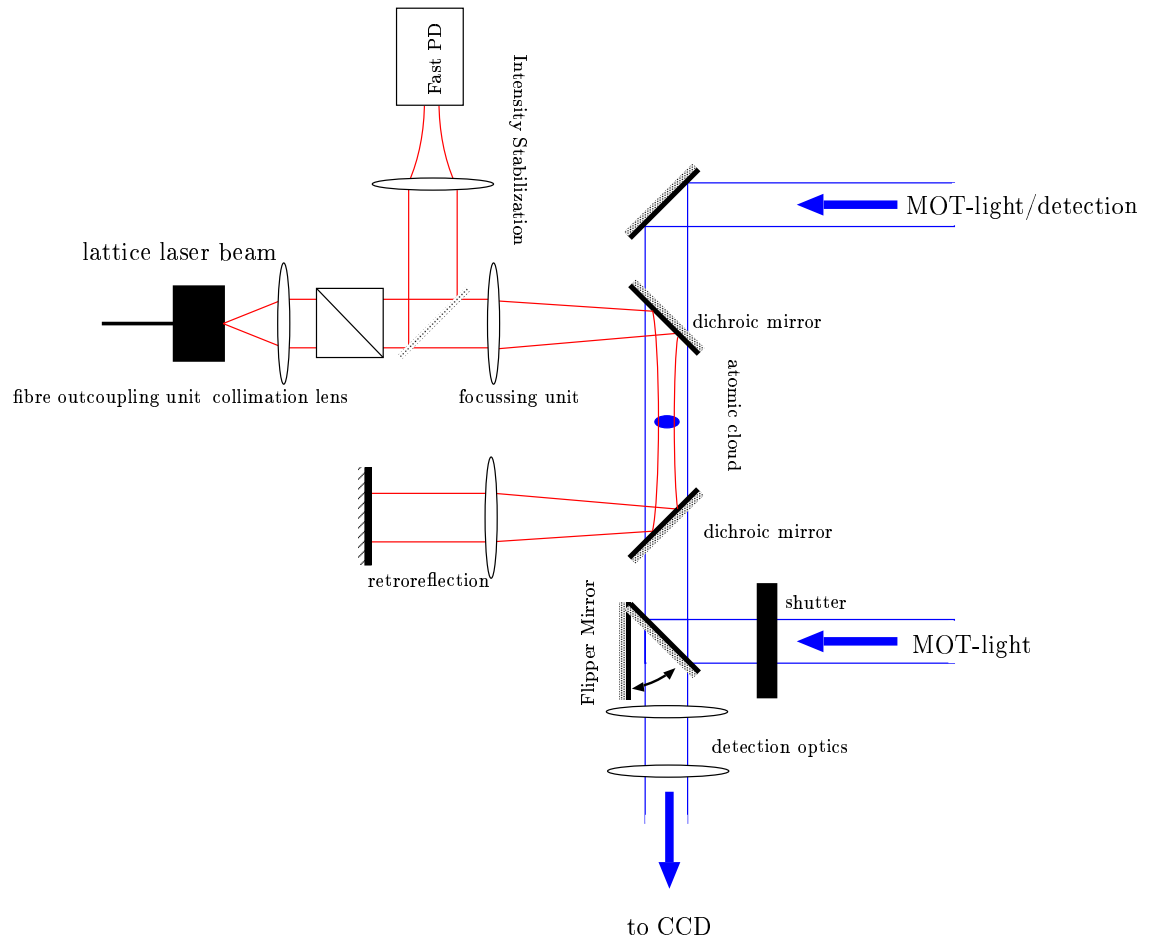 Fast PD
Intensity Stabilization
MOT-light/detection
lattice laser beam
dichroic mirror
fibre outcoupling unit
collimation lens
focussing unit
atomic cloud
dichroic mirror
retroreflection
Flipper Mirror
shutter
MOT-light
detection optics
to CCD